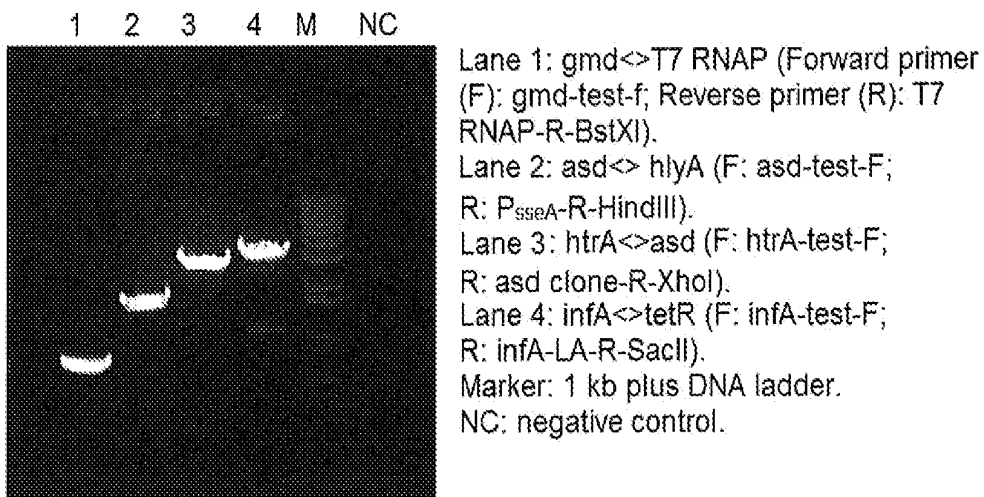 1 2 3 4 M NC
Lane 1: gmd<>T7 RNAP (Forward primer
(F): gmd-test-f; Reverse primer (R): T7
RNAP-R-BstXI).
Lane 2: asd<> hlyA (F: asd-test-F;
R: PsseA-R-HindIII).
Lane 3: htrA<>asd (F: htrA-test-F;
R: asd clone-R-XhoI).
Lane 4: infA<>tetR (F: infA-test-F;
R: infA-LA-R-SacII).
Marker: 1 kb plus DNA ladder.
NC: negative control.